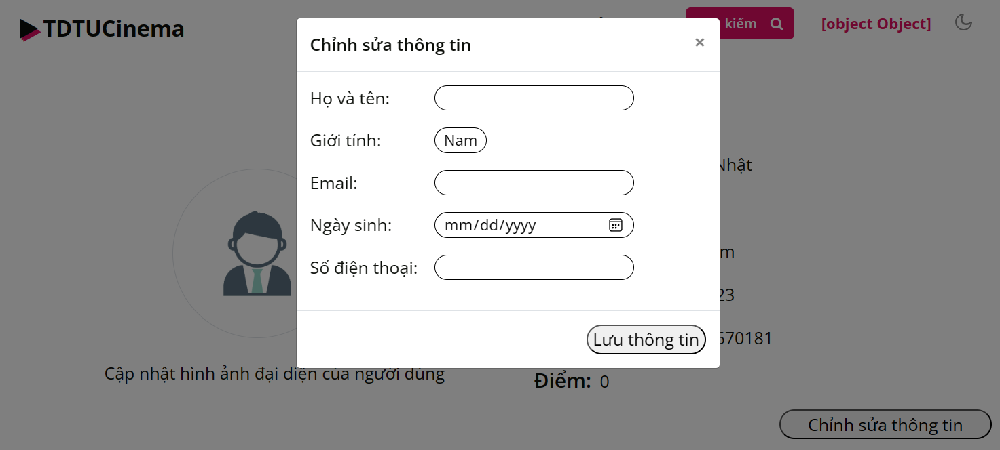 TDTUCinema
kiếm
[object Object]
Chỉnh sửa thông tin
×
Họ và tên:
Giới tính: Nam
Email:
Ngày sinh: mm/dd/yyyy
Số điện thoại:
Lưu thông tin
Nhật
m
23
670181
Cập nhật hình ảnh đại diện của người dùng
Điểm: 0
Chỉnh sửa thông tin